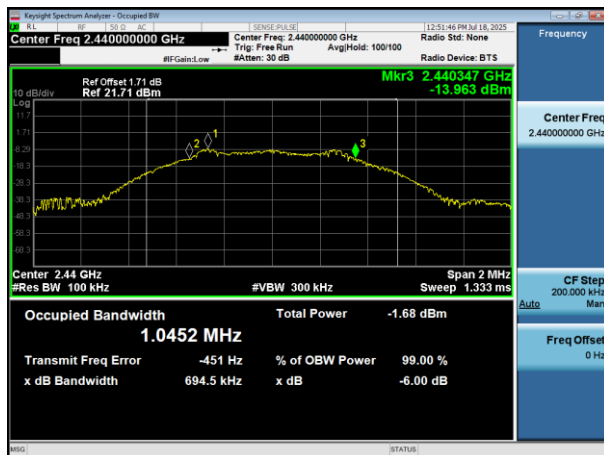 Keysight Spectrum Analyzer - Occupied BW
RL RF 50 Ω AC SENSE:PULSE 12:51:46 PM Jul 18, 2025
Center Freq 2.440000000 GHz Center Freq: 2.440000000 GHz Radio Std: None Frequency
Trig: Free Run Avg|Hold: 100/100
#IFGain:Low #Atten: 30 dB Radio Device: BTS
Ref Offset 1.71 dB Mkr3 2.440347 GHz
10 dB/div Ref 21.71 dBm -13.963 dBm
Log
11.7
1.71
-8.29
-18.3
-28.3
-38.3
-48.3
-58.3
-68.3
1
2
3
Center 2.44 GHz Span 2 MHz
#Res BW 100 kHz #VBW 300 kHz Sweep 1.333 ms
Occupied Bandwidth Total Power -1.68 dBm
1.0452 MHz
Transmit Freq Error -451 Hz % of OBW Power 99.00 %
x dB Bandwidth 694.5 kHz x dB -6.00 dB
Center Freq
2.440000000 GHz
CF Step
200.000 kHz
Auto Man
Freq Offset
0 Hz
MSG STATUS